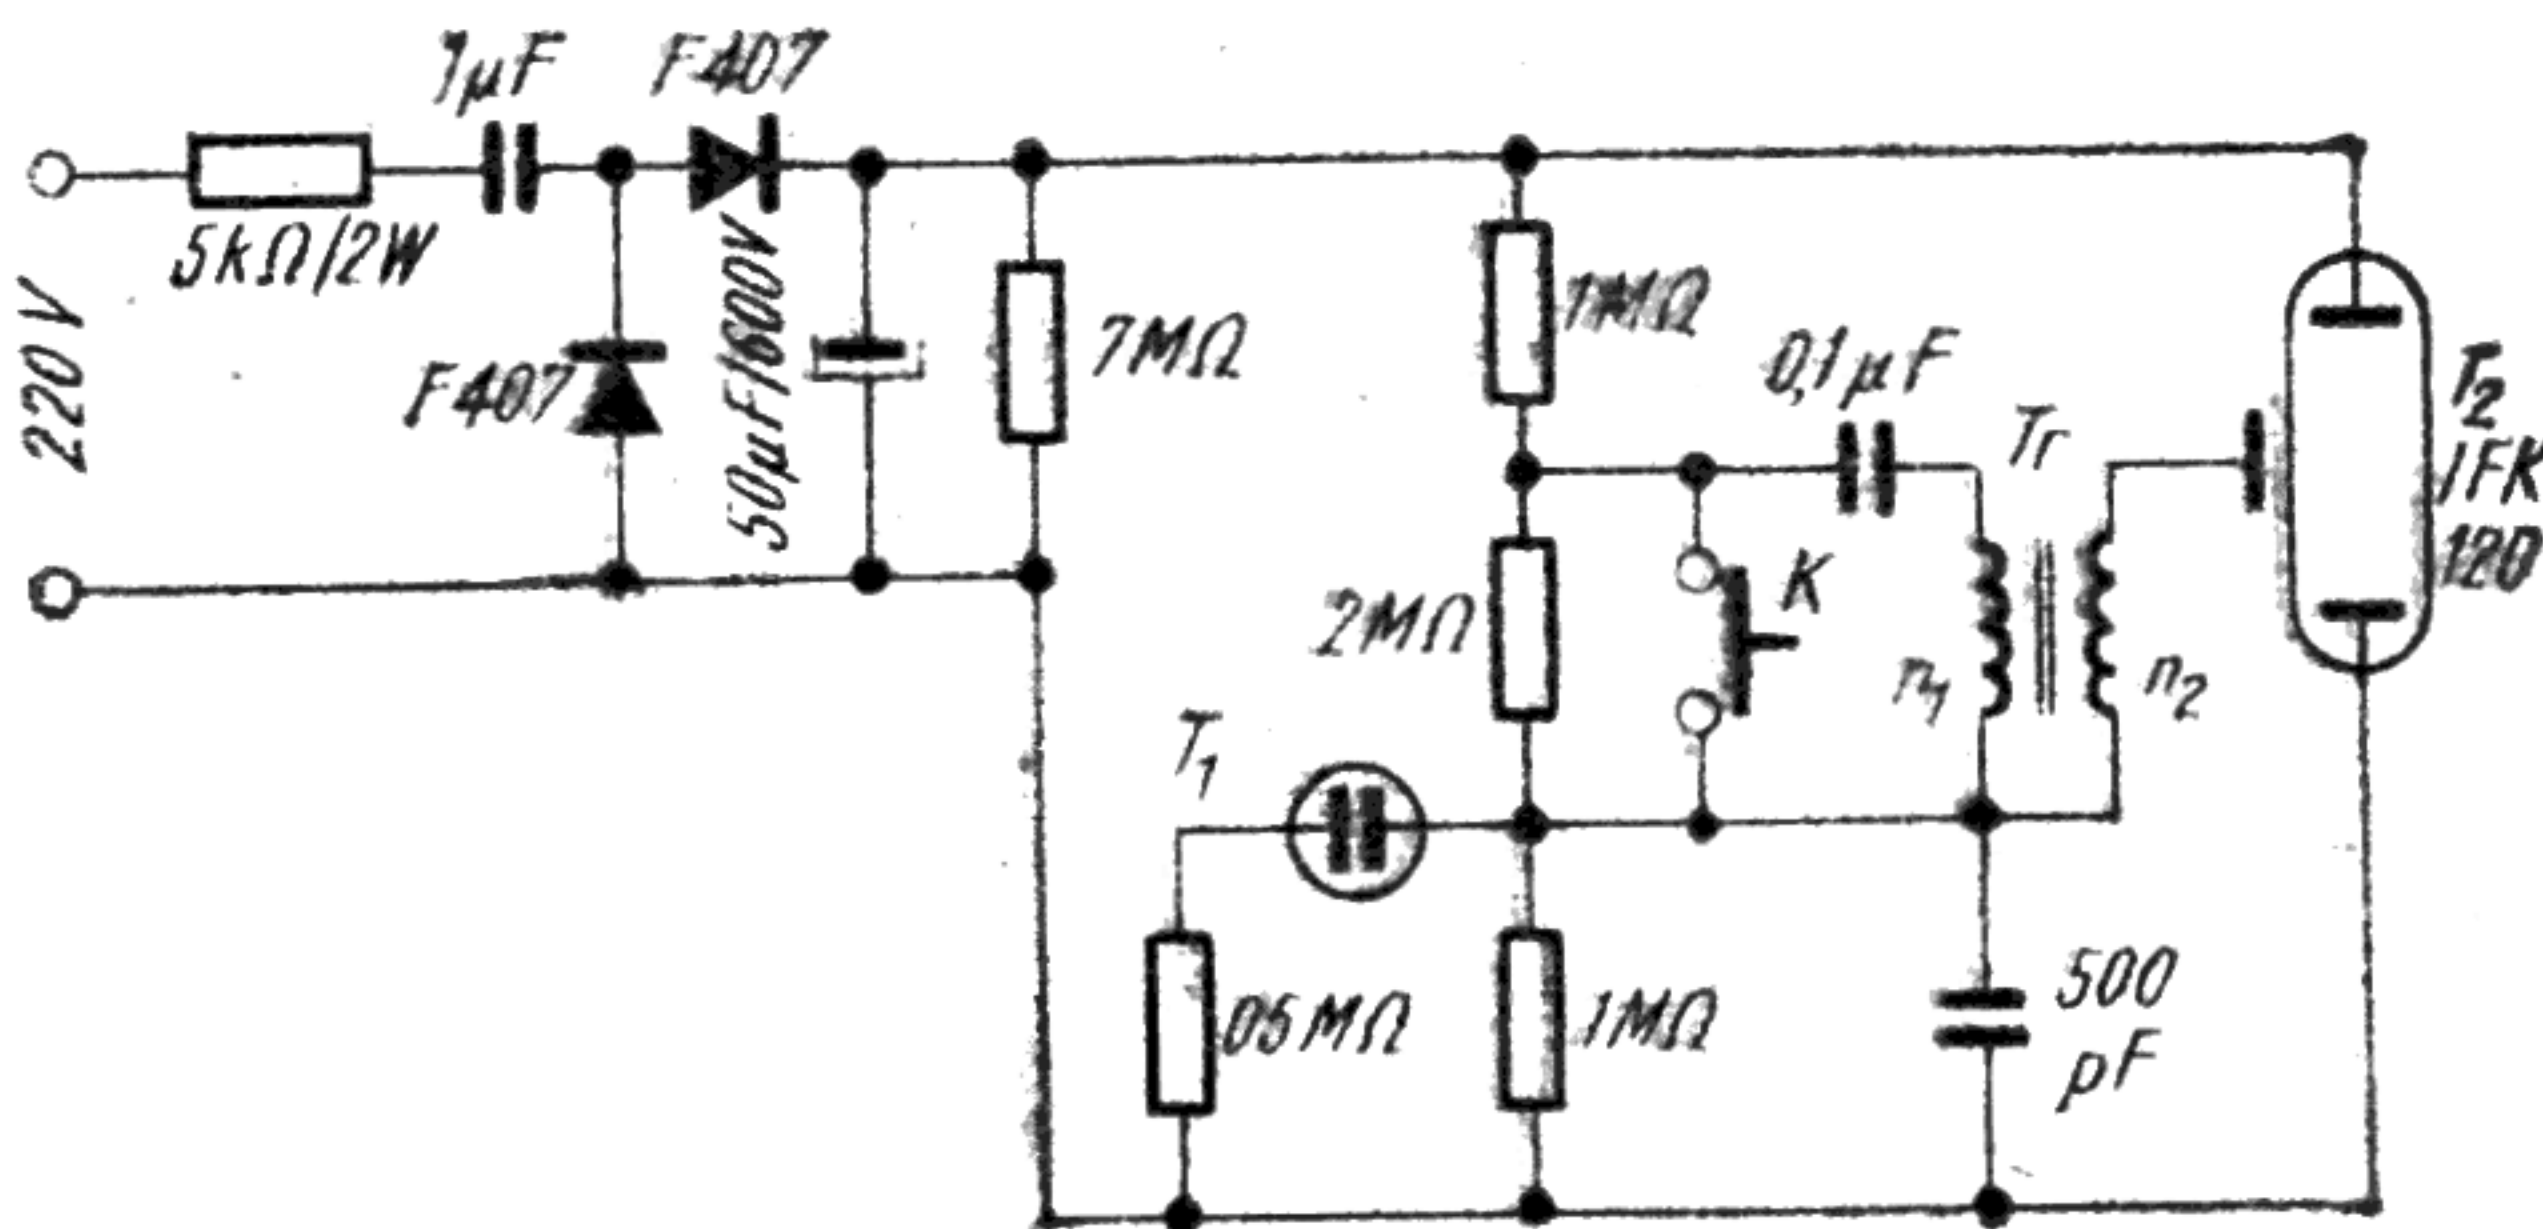 1µF
F407
5kΩ/2W
220V
F407
50µF/600V
7MΩ
1MΩ
0,1µF
Tr
T2
IFK
120
2MΩ
K
n1
n2
T1
05MΩ
1MΩ
500
pF